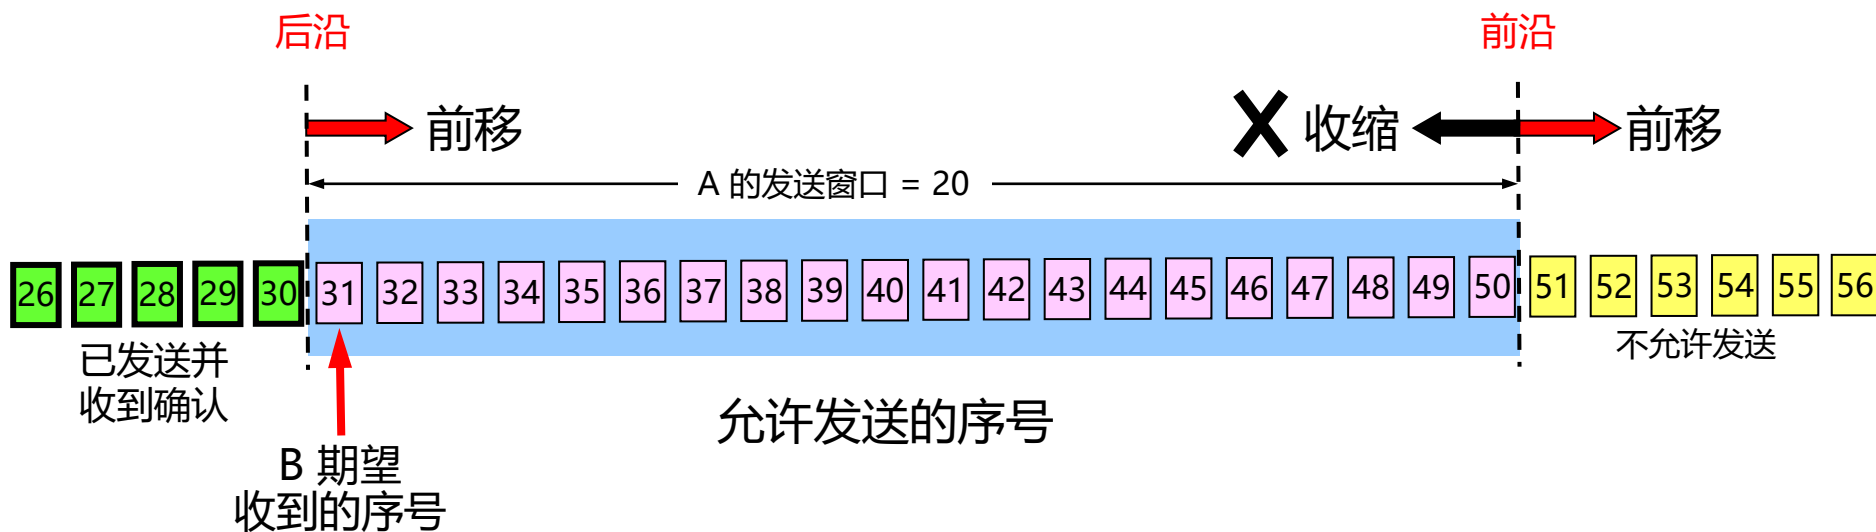 后沿 前沿
前移 收缩 前移
A 的发送窗口 = 20
26 27 28 29 30 31 32 33 34 35 36 37 38 39 40 41 42 43 44 45 46 47 48 49 50 51 52 53 54 55 56
已发送并
收到确认
不允许发送
允许发送的序号
B 期望
收到的序号